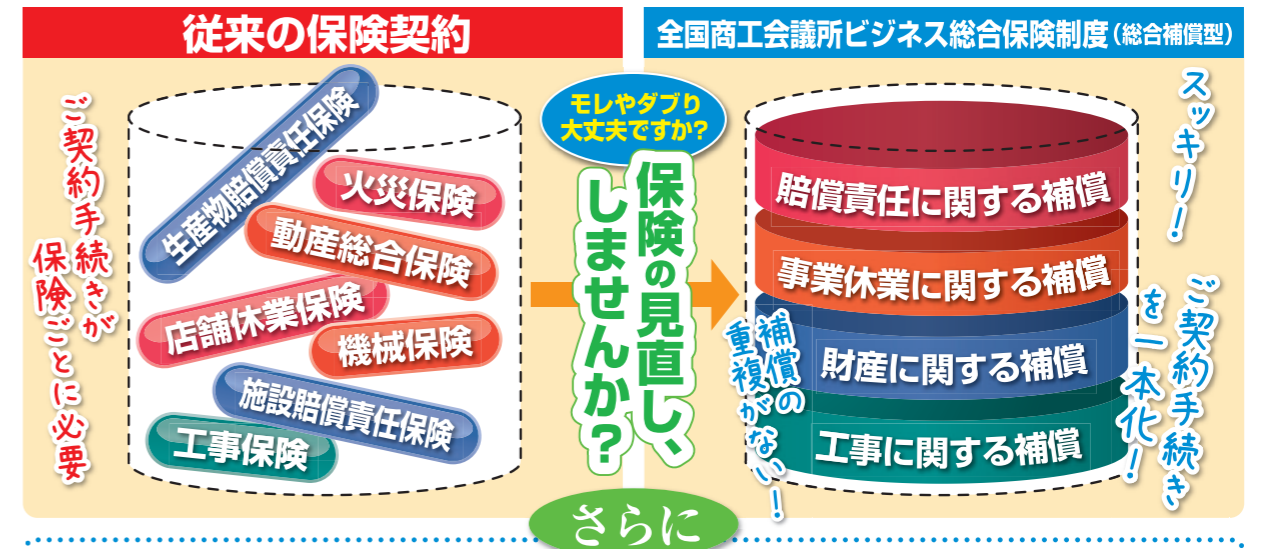 従来の保険契約
ご契約手続きが
保険ごとに必要
生産物賠償責任保険
火災保険
動産総合保険
店舗休業保険
機械保険
施設賠償責任保険
工事保険
モレやダブり
大丈夫ですか?
保険の見直し、
しませんか?
全国商工会議所ビジネス総合保険制度(総合補償型)
スッキリ!
賠償責任に関する補償
事業休業に関する補償
財産に関する補償
工事に関する補償
補償の
重複がない!
ご契約手続き
を一本化!
さらに